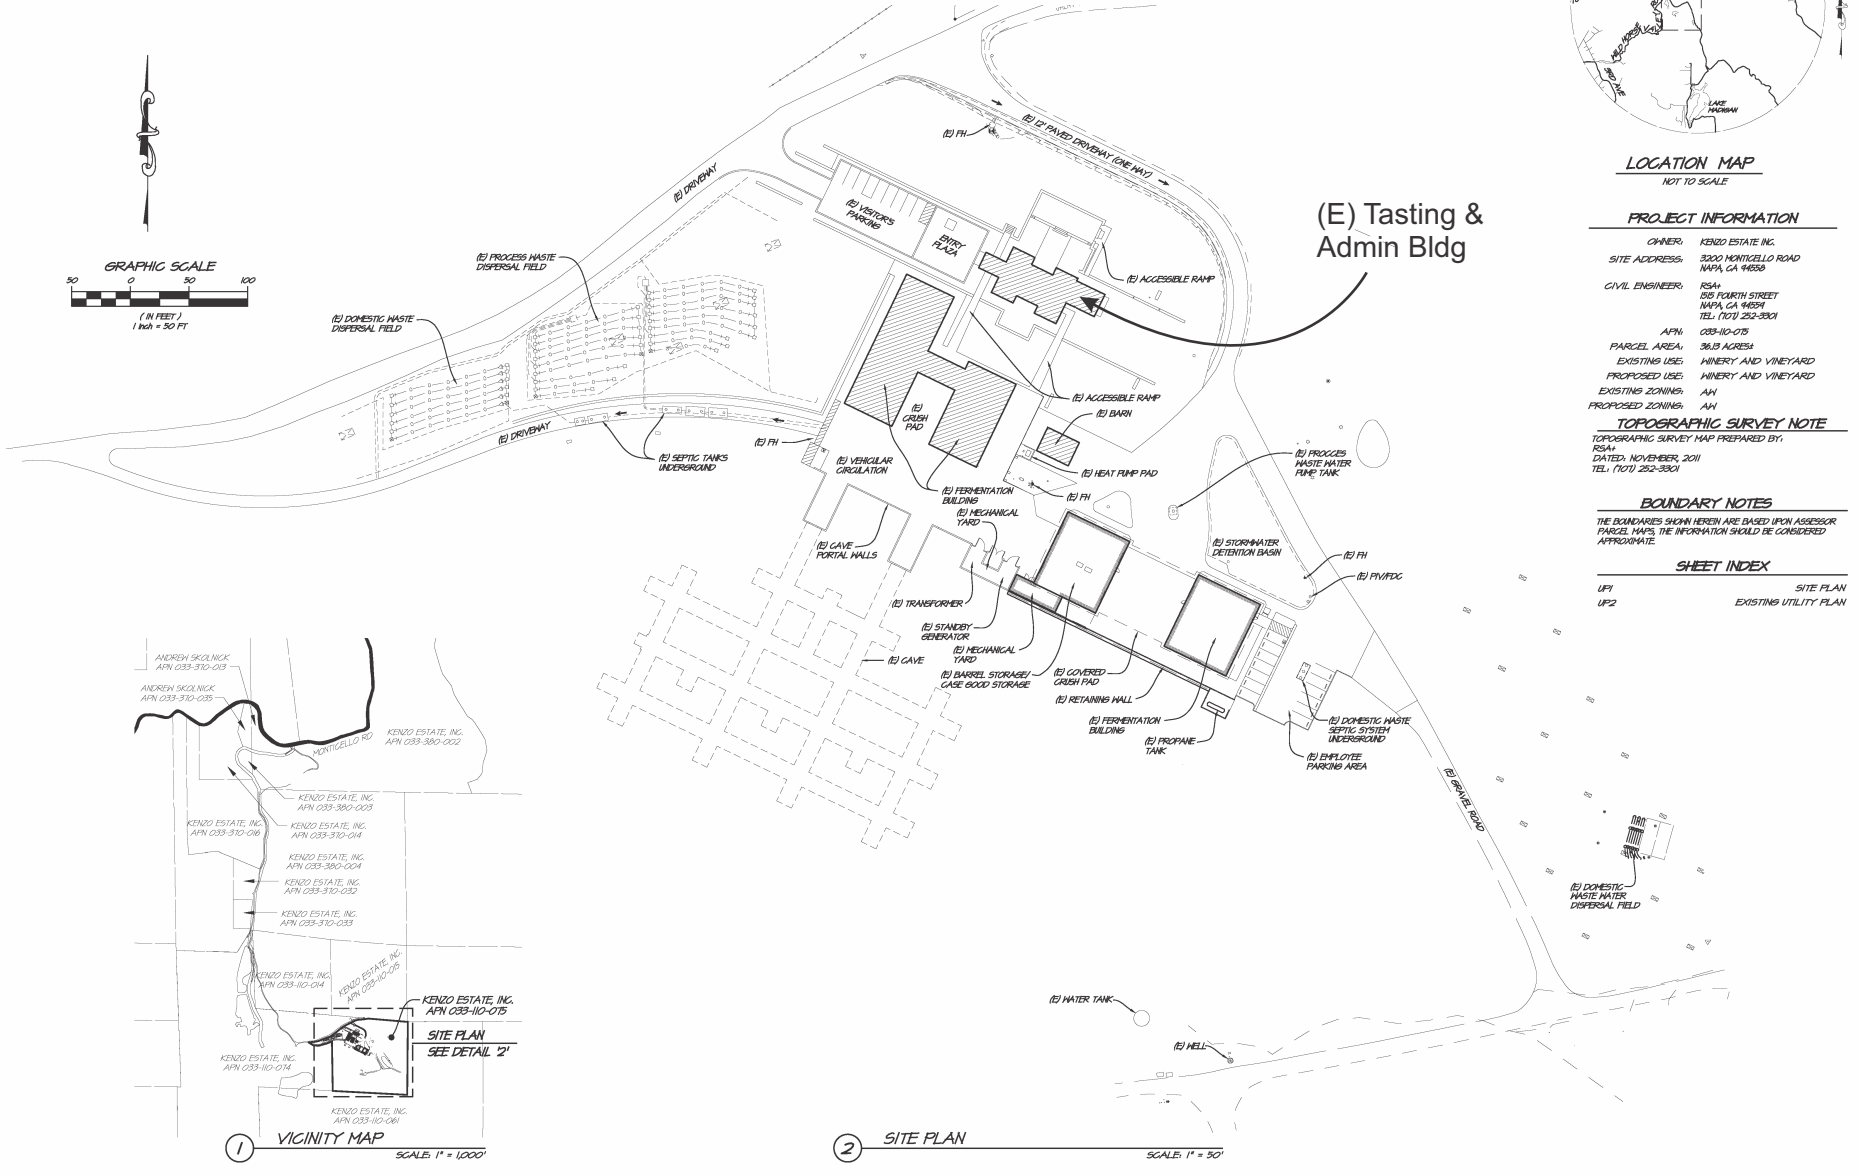 UTILITY
WILD HORSE VALLEY
3RD AVE
LAKE
MADIGAN
LOCATION MAP
NOT TO SCALE
PROJECT INFORMATION
OWNER: KENZO ESTATE INC.
SITE ADDRESS: 3200 MONTICELLO ROAD
NAPA, CA 94558
CIVIL ENGINEER: RSA+
1515 FOURTH STREET
NAPA, CA 94559
TEL: (707) 252-3301
APN: 033-110-075
PARCEL AREA: 36.13 ACRES±
EXISTING USE: WINERY AND VINEYARD
PROPOSED USE: WINERY AND VINEYARD
EXISTING ZONING: AW
PROPOSED ZONING: AW
TOPOGRAPHIC SURVEY NOTE
TOPOGRAPHIC SURVEY MAP PREPARED BY:
RSA+
DATED: NOVEMBER, 2011
TEL: (707) 252-3301
BOUNDARY NOTES
THE BOUNDARIES SHOWN HEREIN ARE BASED UPON ASSESSOR
PARCEL MAPS, THE INFORMATION SHOULD BE CONSIDERED
APPROXIMATE.
SHEET INDEX
UP1 SITE PLAN
UP2 EXISTING UTILITY PLAN
GRAPHIC SCALE
50 0 50 100
( IN FEET )
1 inch = 50 FT
(E) FH
(E) 12' PAVED DRIVEWAY (ONE WAY)
(E) DRIVEWAY
(E) VISITOR'S
PARKING
ENTRY
PLAZA
(E) Tasting &
Admin Bldg
(E) PROCESS WASTE
DISPERSAL FIELD
(E) ACCESSIBLE RAMP
(E) DOMESTIC WASTE
DISPERSAL FIELD
(E) ACCESSIBLE RAMP
(E) BARN
(E)
CRUSH
PAD
(E) DRIVEWAY
(E) FH
(E) SEPTIC TANKS
UNDERGROUND
(E) VEHICULAR
CIRCULATION
(E) HEAT PUMP PAD
(E) PROCCES
WASTE WATER
PUMP TANK
(E) FERMENTATION
BUILDING
(E) FH
(E) MECHANICAL
YARD
(E) CAVE
PORTAL WALLS
(E) STORMWATER
DETENTION BASIN
(E) FH
(E) PIV/FDC
(E) TRANSFORMER
(E) STANDBY
GENERATOR
(E) MECHANICAL
YARD
(E) CAVE
(E) BARREL STORAGE/
CASE GOOD STORAGE
(E) COVERED
CRUSH PAD
(E) RETAINING WALL
(E) FERMENTATION
BUILDING
(E) PROPANE
TANK
(E) DOMESTIC WASTE
SEPTIC SYSTEM
UNDERGROUND
(E) EMPLOYEE
PARKING AREA
(E) GRAVEL ROAD
(E) DOMESTIC
WASTE WATER
DISPERSAL FIELD
(E) WATER TANK
(E) WELL
ANDREW SKOLNICK
APN 033-370-013
ANDREW SKOLNICK
APN 033-370-035
MONTICELLO RD
KENZO ESTATE, INC.
APN 033-380-002
KENZO ESTATE, INC.
APN 033-380-003
KENZO ESTATE, INC.
APN 033-370-016
KENZO ESTATE, INC.
APN 033-370-014
KENZO ESTATE, INC.
APN 033-380-004
KENZO ESTATE, INC.
APN 033-370-032
KENZO ESTATE, INC.
APN 033-370-033
KENZO ESTATE, INC.
APN 033-110-014
KENZO ESTATE, INC.
APN 033-110-015
KENZO ESTATE, INC.
APN 033-110-075
SITE PLAN
SEE DETAIL '2'
KENZO ESTATE, INC.
APN 033-110-074
KENZO ESTATE, INC.
APN 033-110-061
1 VICINITY MAP
SCALE: 1" = 1,000'
2 SITE PLAN
SCALE: 1" = 50'